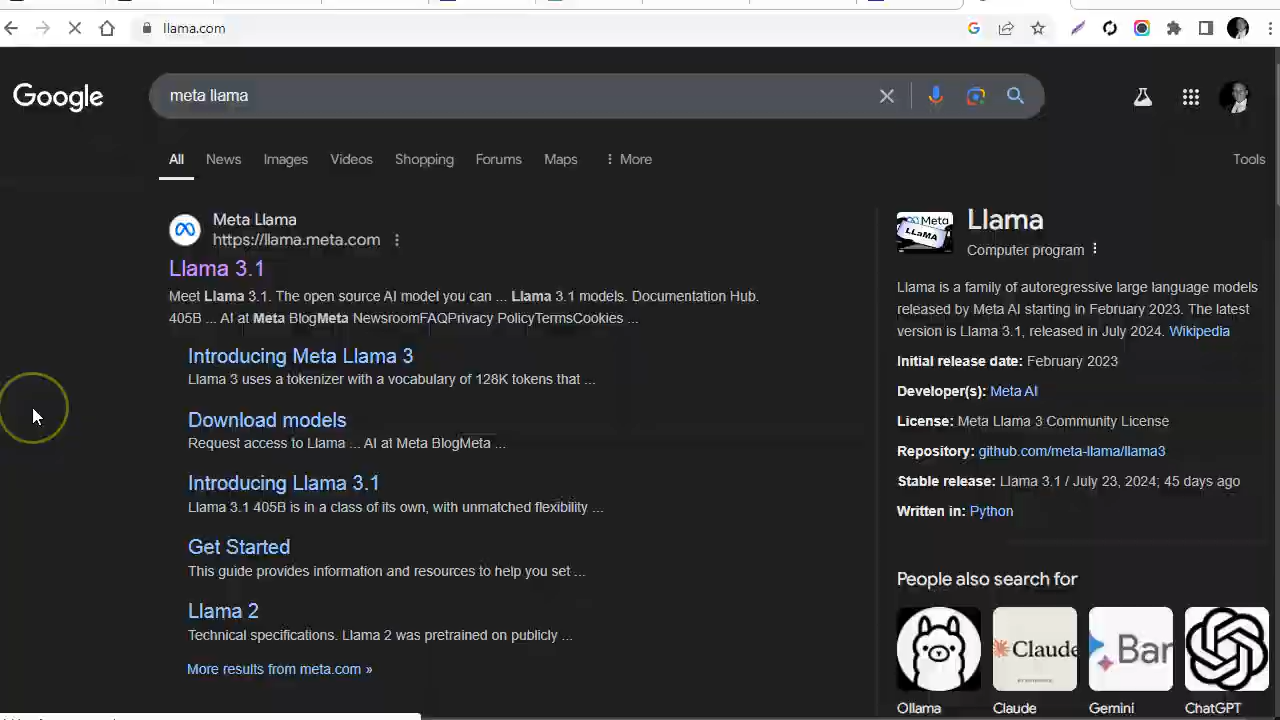 llama.com
Google
meta llama
All
News
Images
Videos
Shopping
Forums
Maps
More
Tools
Meta Llama
https://llama.meta.com
Llama 3.1
Meet Llama 3.1. The open source AI model you can ... Llama 3.1 models. Documentation Hub.
405B ... AI at Meta BlogMeta NewsroomFAQPrivacy PolicyTermsCookies ...
Introducing Meta Llama 3
Llama 3 uses a tokenizer with a vocabulary of 128K tokens that ...
Download models
Request access to Llama ... AI at Meta BlogMeta ...
Introducing Llama 3.1
Llama 3.1 405B is in a class of its own, with unmatched flexibility ...
Get Started
This guide provides information and resources to help you set ...
Llama 2
Technical specifications. Llama 2 was pretrained on publicly ...
More results from meta.com »
Meta
LLaMA
Llama
Computer program
Llama is a family of autoregressive large language models
released by Meta AI starting in February 2023. The latest
version is Llama 3.1, released in July 2024. Wikipedia
Initial release date: February 2023
Developer(s): Meta AI
License: Meta Llama 3 Community License
Repository: github.com/meta-llama/llama3
Stable release: Llama 3.1 / July 23, 2024; 45 days ago
Written in: Python
People also search for
Claude
Bar
Ollama
Claude
Gemini
ChatGPT